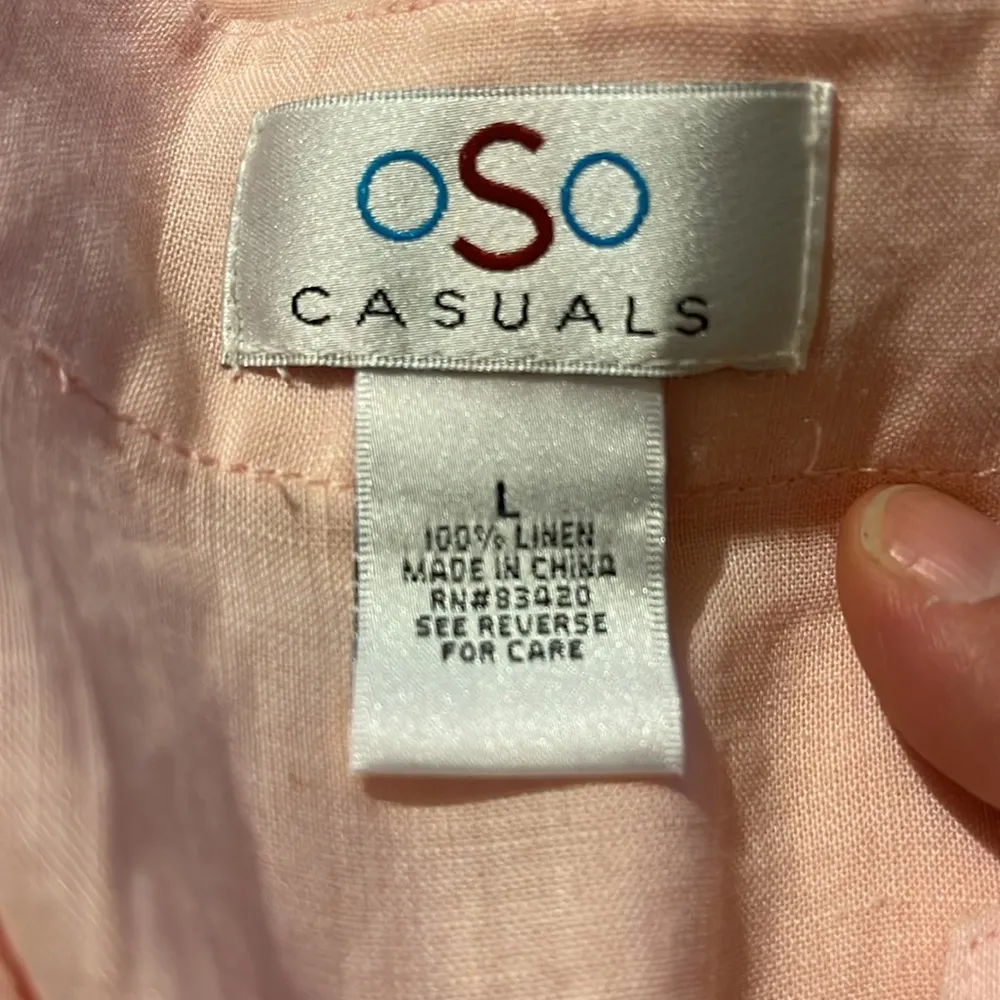 oSo
CASUALS
L
100% LINEN
MADE IN CHINA
RN#83420
SEE REVERSE
FOR CARE